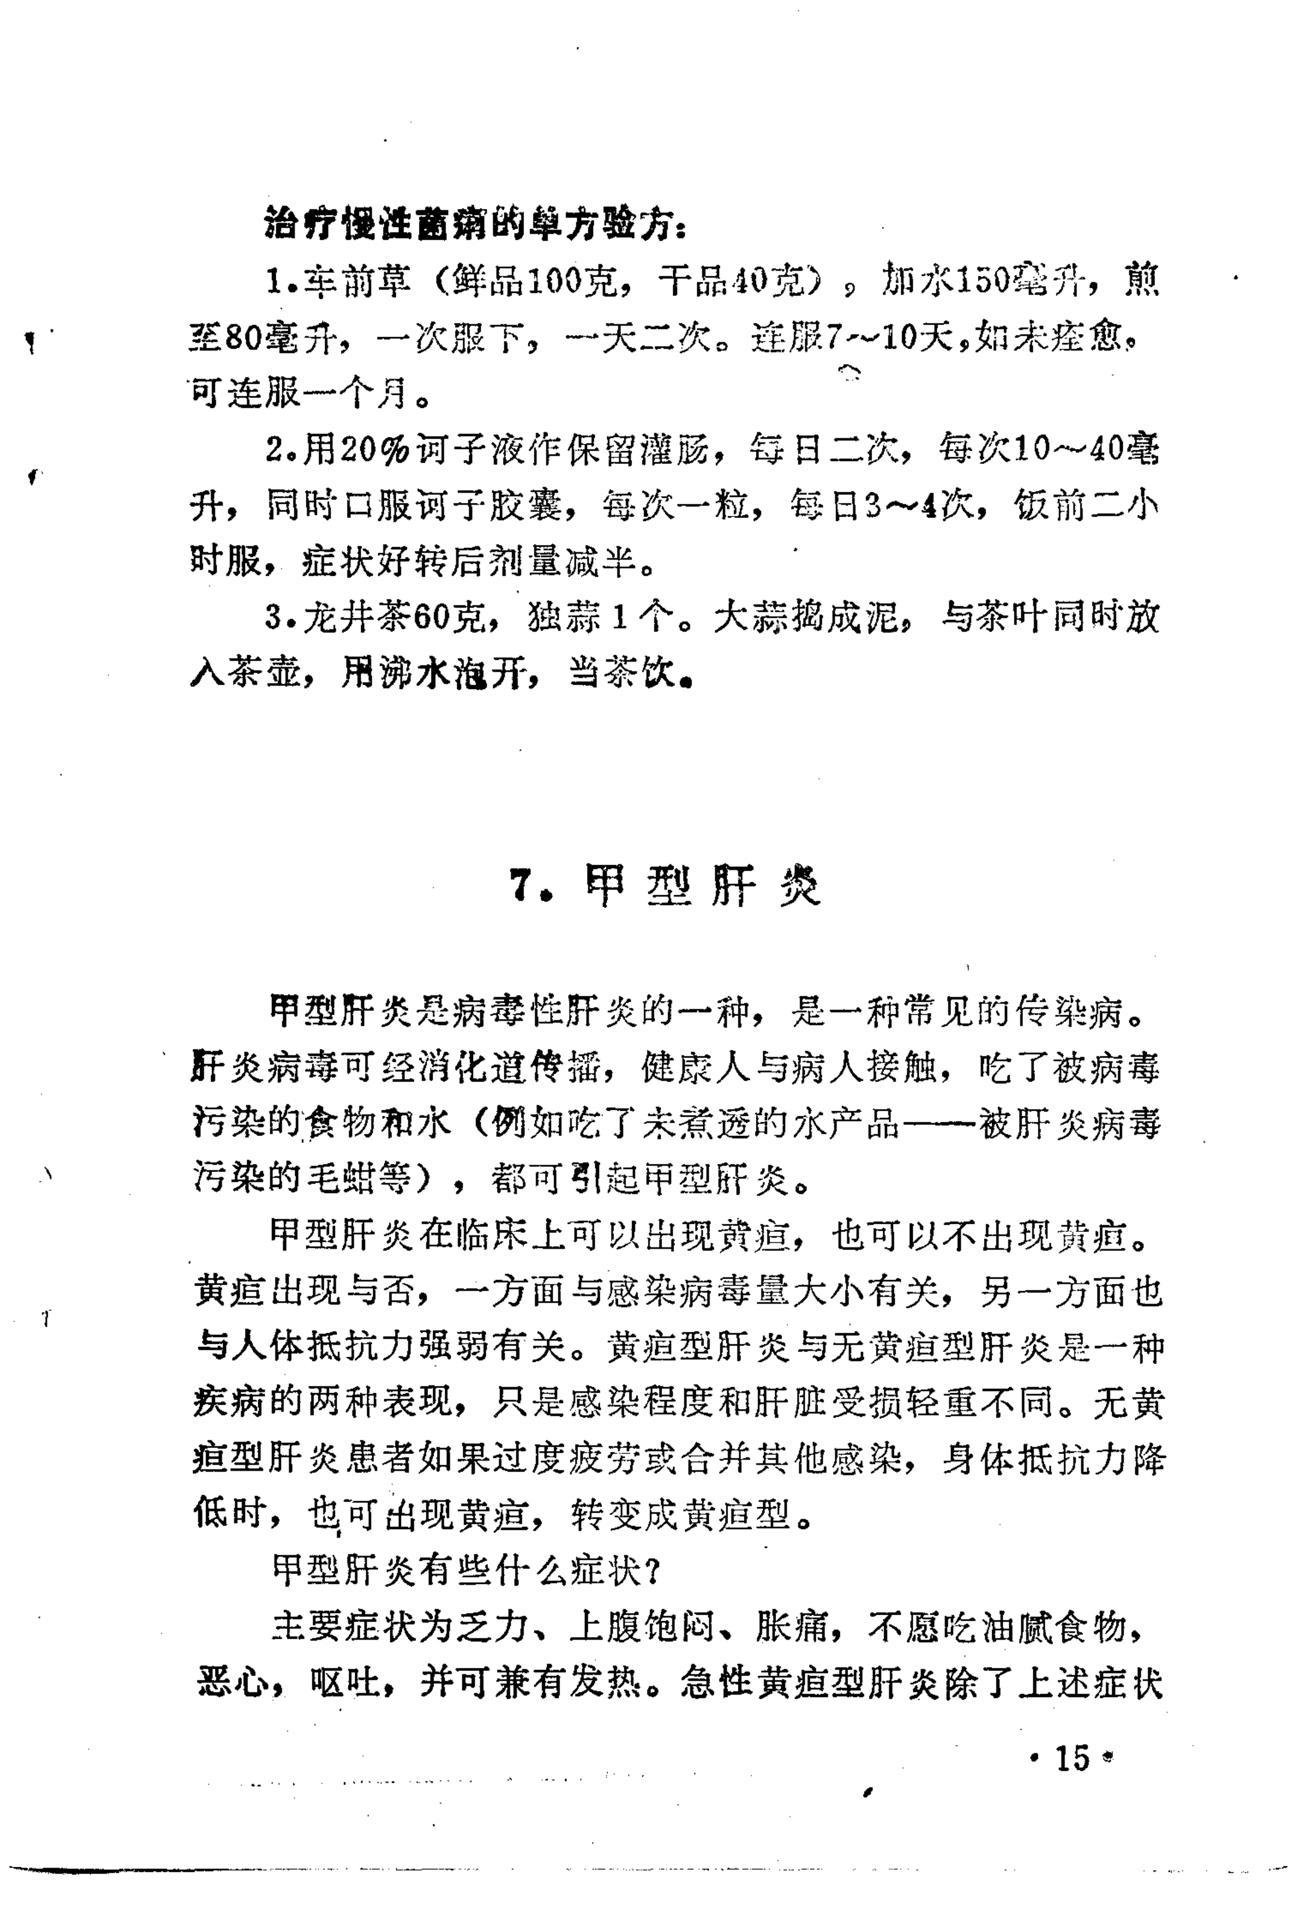 治疗慢性菌痢的单方验方：
1.车前草（鲜品100克，干品40克），加水150毫升，煎
至80毫升，一次服下，一天二次。连服7～10天，如未痊愈，
可连服一个月。
2.用20%诃子液作保留灌肠，每日二次，每次10～40毫
升，同时口服诃子胶囊，每次一粒，每日3～4次，饭前二小
时服，症状好转后剂量减半。
3.龙井茶60克，独蒜1个。大蒜捣成泥，与茶叶同时放
入茶壶，用沸水泡开，当茶饮。
7.甲型肝炎
甲型肝炎是病毒性肝炎的一种，是一种常见的传染病。
肝炎病毒可经消化道传播，健康人与病人接触，吃了被病毒
污染的食物和水（例如吃了未煮透的水产品——被肝炎病毒
污染的毛蚶等），都可引起甲型肝炎。
甲型肝炎在临床上可以出现黄疸，也可以不出现黄疸。
黄疸出现与否，一方面与感染病毒量大小有关，另一方面也
与人体抵抗力强弱有关。黄疸型肝炎与无黄疸型肝炎是一种
疾病的两种表现，只是感染程度和肝脏受损轻重不同。无黄
疸型肝炎患者如果过度疲劳或合并其他感染，身体抵抗力降
低时，也可出现黄疸，转变成黄疸型。
甲型肝炎有些什么症状？
主要症状为乏力、上腹饱闷、胀痛，不愿吃油腻食物，
恶心，呕吐，并可兼有发热。急性黄疸型肝炎除了上述症状
·15·